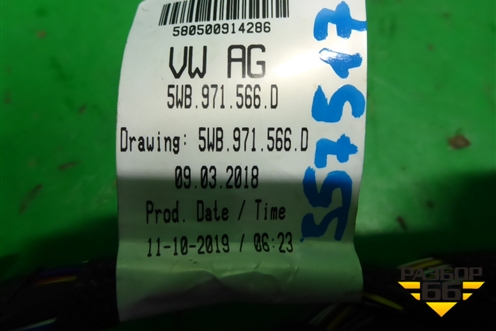 580500914286
VW AG
5WB.971.566.D
Drawing: 5WB.971.566.D
09.03.2018
Prod. Date / Time
11-10-2019 / 06:23
557517
РАЗБОР
66